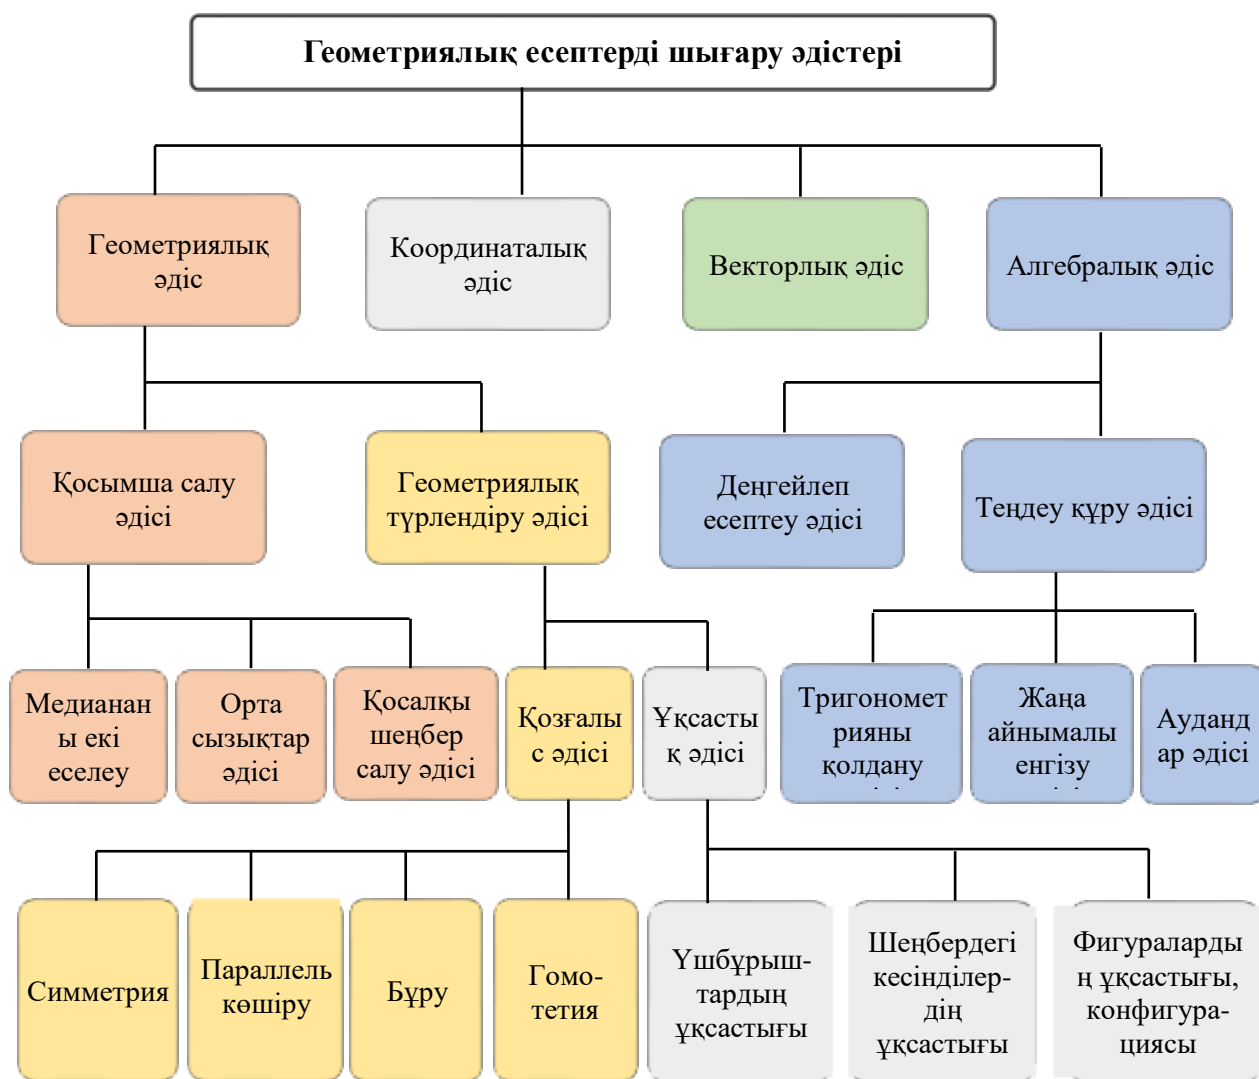 Геометриялық есептерді шығару әдістері
Геометриялық
әдіс
Координаталық
әдіс
Векторлық әдіс
Алгебралық әдіс
Қосымша салу
әдісі
Геометриялық
түрлендіру әдісі
Деңгейлеп
есептеу әдісі
Теңдеу құру әдісі
Медианан
ы екі
еселеу
Орта
сызықтар
әдісі
Қосалқы
шеңбер
салу әдісі
Қозғалы
с әдісі
Ұқсасты
қ әдісі
Тригономет
рияны
қолдану
Жаңа
айнымалы
енгізу
Ауданд
ар әдісі
Симметрия
Параллель
көшіру
Бұру
Гомо-
тетия
Үшбұрыш-
тардың
ұқсастығы
Шеңбердегі
кесінділер-
дің
ұқсастығы
Фигуралардың
ң ұқсастығы,
конфигура-
циясы